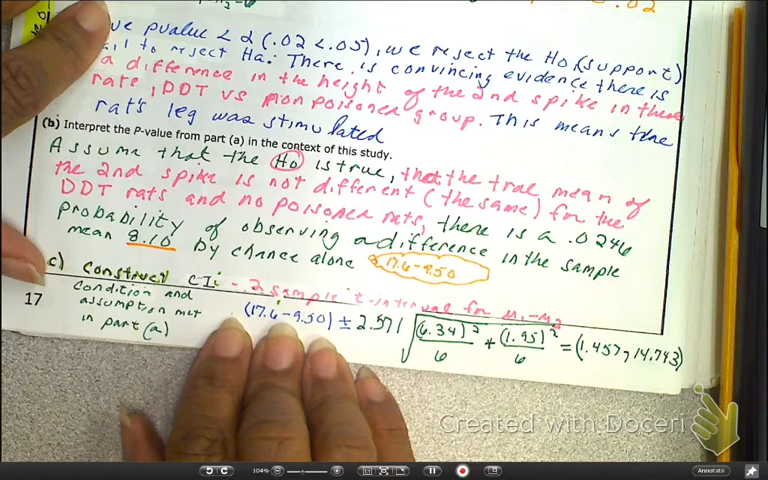 .02
ve pvalue < α (.02 < .05), we reject the Ho (support)
to reject Ha. There is convincing evidence there is
a difference in the height of the 2nd spike in these
rats, DDT vs nonpoisoned group. This means the
rat's leg was stimulated
(b) Interpret the P-value from part (a) in the context of this study.
Assume that the Ho is true, that the true mean of
the 2nd spike is not different (the same) for the
DDT rats and no poisoned rats, there is a .0246
probability of observing a difference in the sample
mean 8.10 by chance alone 17.6-9.50
c) Construct CI: - 2 sample t-interval for μ1-μ2
17
Condition and
assumption met
in part (a)
(17.6-9.50) ± 2.571 √ (6.34)²/6 + (1.95)²/6 = (1.457, 14.743)
Created with Doceri
104%
Annotate